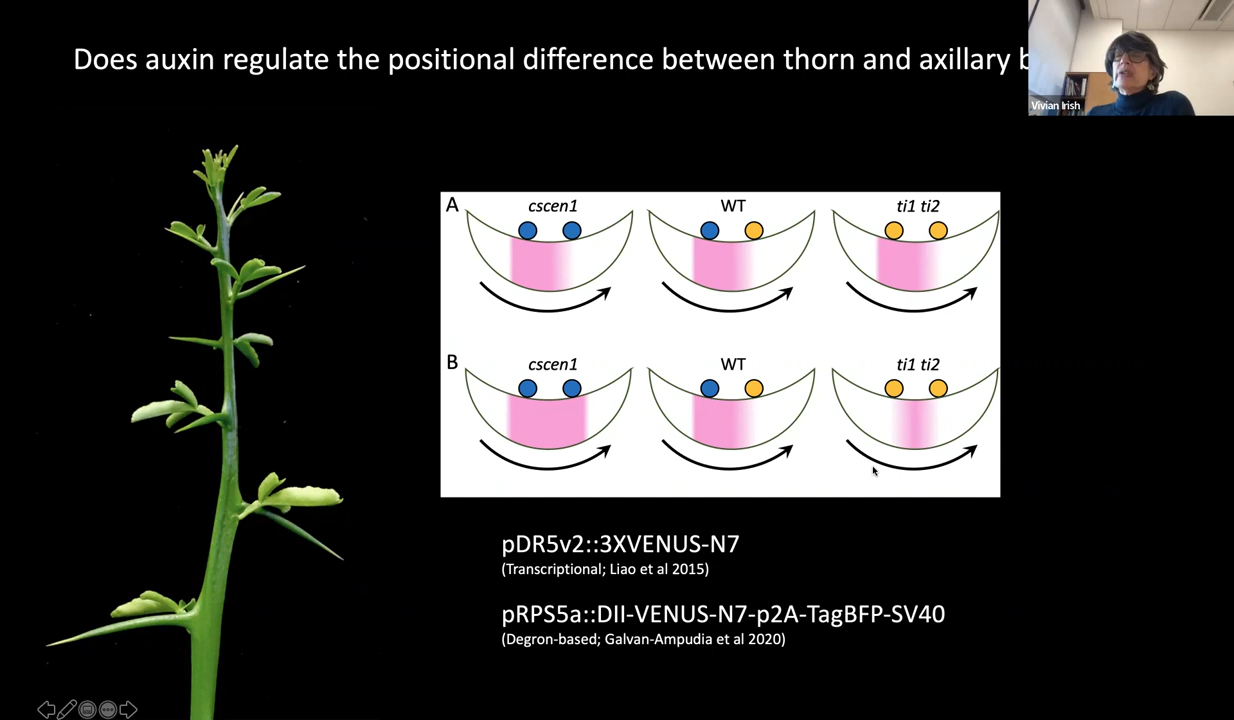 Does auxin regulate the positional difference between thorn and axillary b
Vivian Irish
A
cscen1
WT
ti1 ti2
B
cscen1
WT
ti1 ti2
pDR5v2::3XVENUS-N7
(Transcriptional; Liao et al 2015)
pRPS5a::DII-VENUS-N7-p2A-TagBFP-SV40
(Degron-based; Galvan-Ampudia et al 2020)